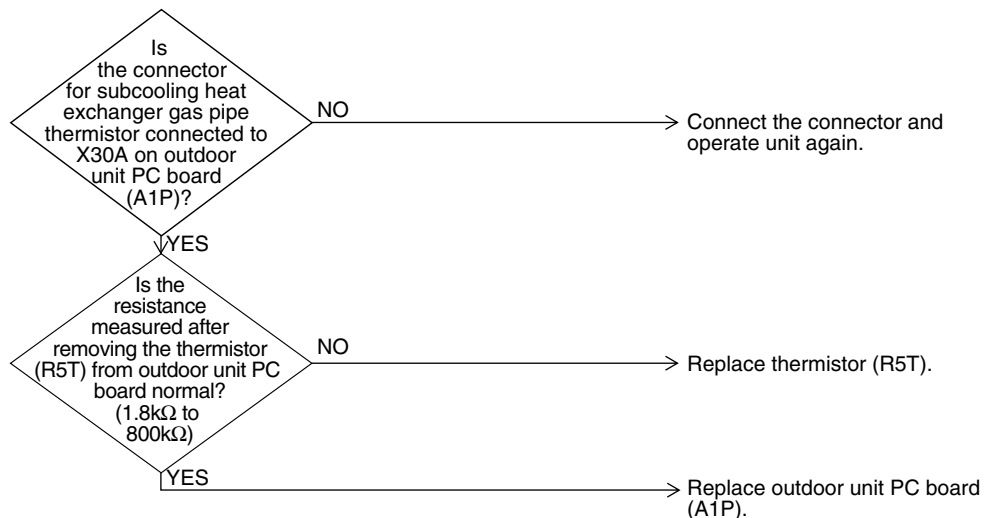 Is
the connector
for subcooling heat
exchanger gas pipe
thermistor connected to
X30A on outdoor
unit PC board
(A1P)?
NO
Connect the connector and
operate unit again.
YES
Is the
resistance
measured after
removing the thermistor
(R5T) from outdoor unit PC
board normal?
(1.8kΩ to
800kΩ)
NO
Replace thermistor (R5T).
YES
Replace outdoor unit PC board
(A1P).